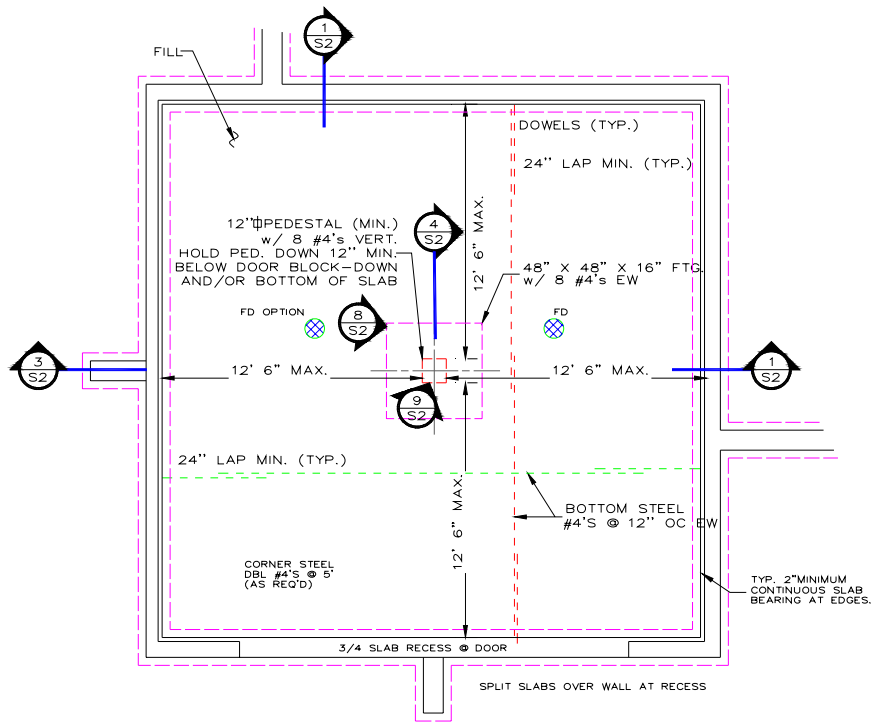 1
S2
FILL
DOWELS (TYP.)
24" LAP MIN. (TYP.)
12' 6" MAX.
12"⏀PEDESTAL (MIN.)
w/ 8 #4's VERT.
HOLD PED. DOWN 12" MIN.
BELOW DOOR BLOCK-DOWN
AND/OR BOTTOM OF SLAB
4
S2
48" X 48" X 16" FTG.
w/ 8 #4's EW
FD OPTION
8
S2
FD
3
S2
12' 6" MAX.
12' 6" MAX.
1
S2
9
S2
24" LAP MIN. (TYP.)
12' 6" MAX.
BOTTOM STEEL
#4'S @ 12" OC EW
CORNER STEEL
DBL #4'S @ 5'
(AS REQ'D)
TYP. 2"MINIMUM
CONTINUOUS SLAB
BEARING AT EDGES.
3/4 SLAB RECESS @ DOOR
SPLIT SLABS OVER WALL AT RECESS